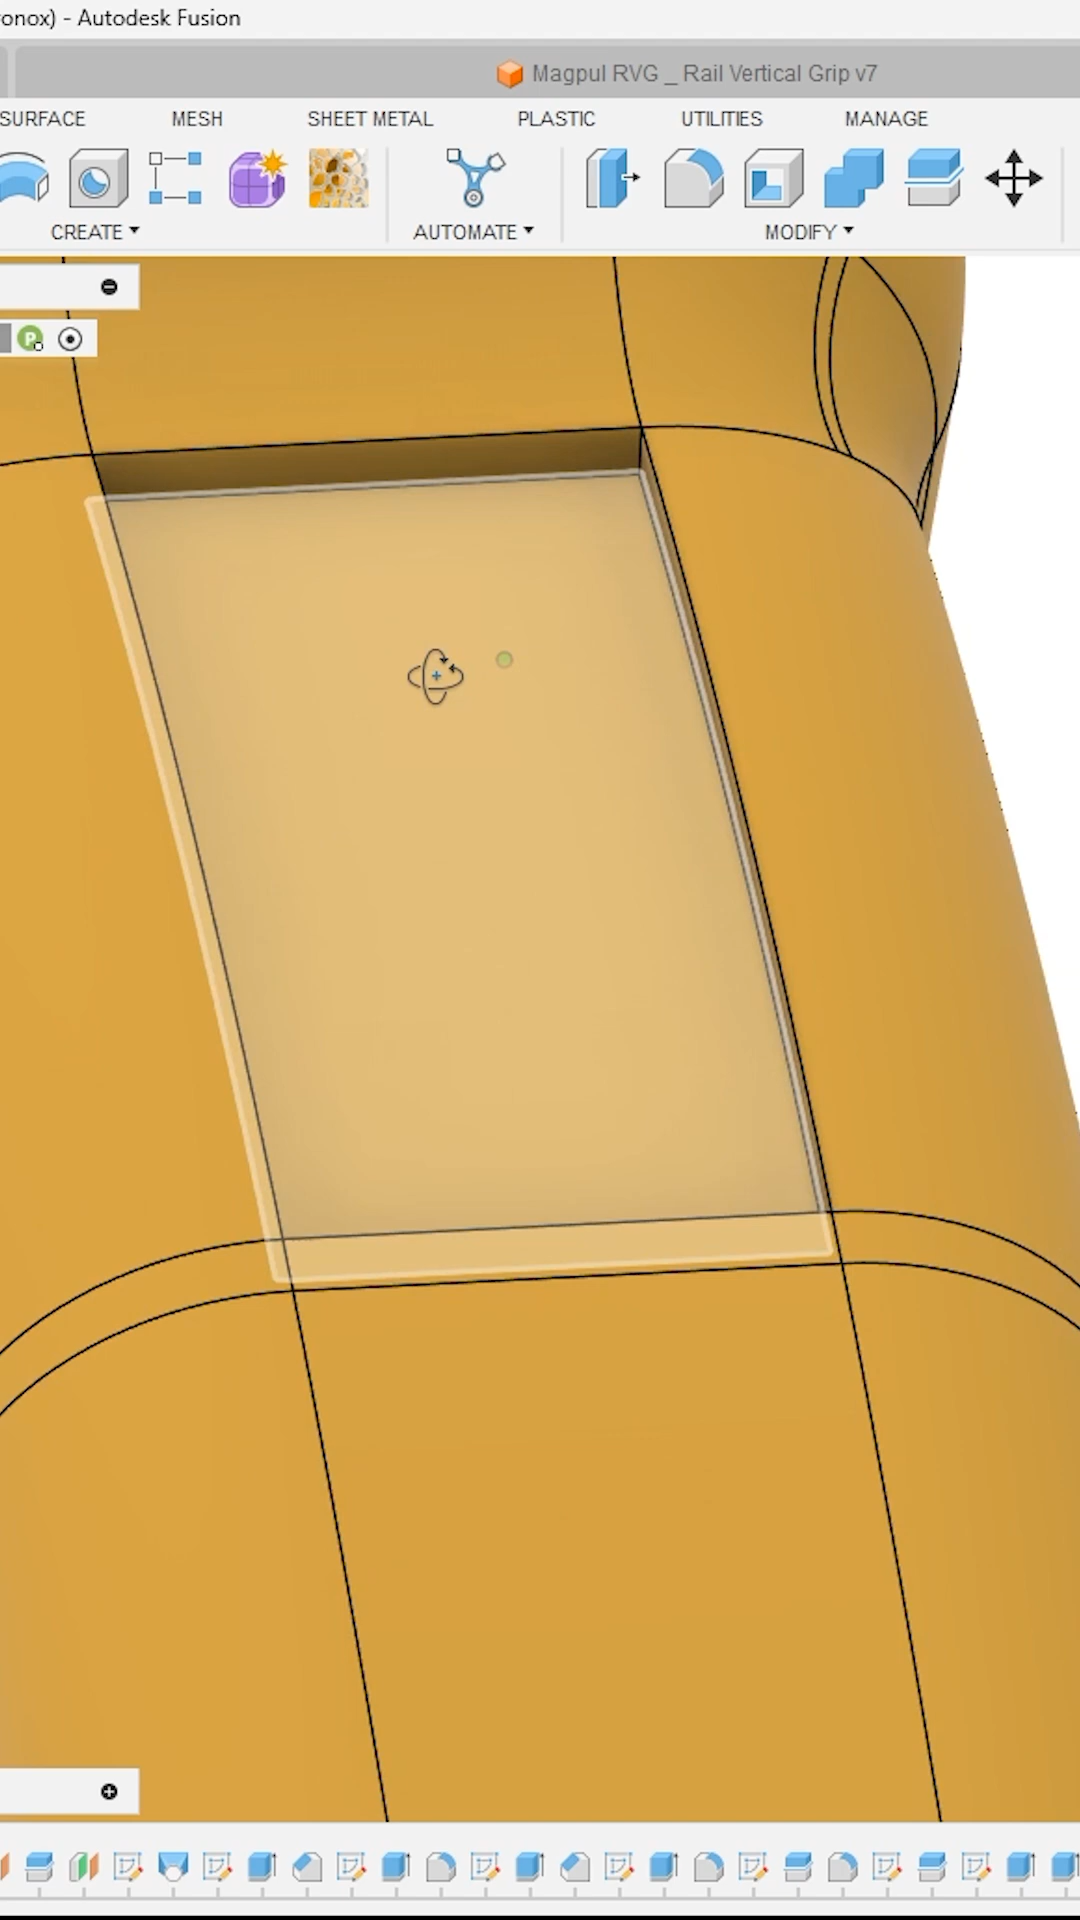 onox) - Autodesk Fusion
Magpul RVG _ Rail Vertical Grip v7
SURFACE MESH SHEET METAL PLASTIC UTILITIES MANAGE
CREATE AUTOMATE MODIFY
P